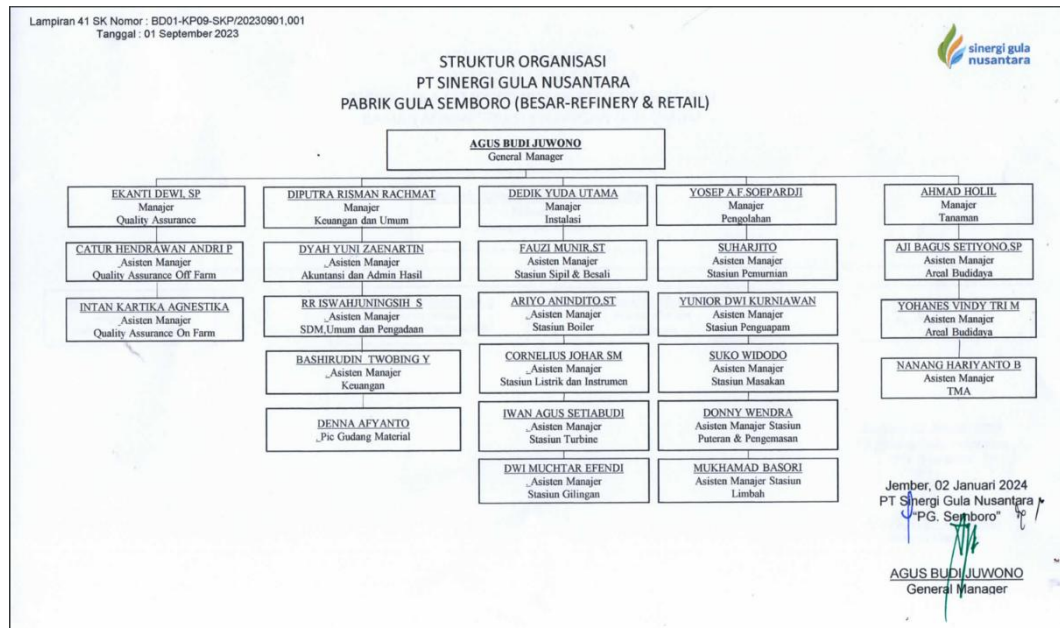 Lampiran 41 SK Nomor : BD01-KP09-SKP/20230901,001
Tanggal : 01 September 2023
sinergi gula
nusantara
STRUKTUR ORGANISASI
PT SINERGI GULA NUSANTARA
PABRIK GULA SEMBORO (BESAR-REFINERY & RETAIL)
AGUS BUDI JUWONO
General Manager
EKANTI DEWI, SP
Manajer
Quality Assurance
CATUR HENDRAWAN ANDRI P
Asisten Manajer
Quality Assurance Off Farm
INTAN KARTIKA AGNESTIKA
Asisten Manajer
Quality Assurance On Farm
DIPUTRA RISMAN RACHMAT
Manajer
Keuangan dan Umum
DYAH YUNI ZAENARTIN
Asisten Manajer
Akuntansi dan Admin Hasil
RR ISWAHJUNINGSIH S
Asisten Manajer
SDM,Umum dan Pengadaan
BASHIRUDIN TWOBING Y
Asisten Manajer
Keuangan
DENNA AFYANTO
Pic Gudang Material
DEDIK YUDA UTAMA
Manajer
Instalasi
FAUZI MUNIR,ST
Asisten Manajer
Stasiun Sipil & Besali
ARIYO ANINDITO,ST
Asisten Manajer
Stasiun Boiler
CORNELIUS JOHAR SM
Asisten Manajer
Stasiun Listrik dan Instrumen
IWAN AGUS SETIABUDI
Asisten Manajer
Stasiun Turbine
DWI MUCHTAR EFENDI
Asisten Manajer
Stasiun Gilingan
YOSEP A.F.SOEPARDJI
Manajer
Pengolahan
SUHARJITO
Asisten Manajer
Stasiun Pemurnian
YUNIOR DWI KURNIAWAN
Asisten Manajer
Stasiun Penguapam
SUKO WIDODO
Asisten Manajer
Stasiun Masakan
DONNY WENDRA
Asisten Manajer Stasiun
Puteran & Pengemasan
MUKHAMAD BASORI
Asisten Manajer Stasiun
Limbah
AHMAD HOLIL
Manajer
Tanaman
AJI BAGUS SETIYONO,SP
Asisten Manajer
Areal Budidaya
YOHANES VINDY TRI M
Asisten Manajer
Areal Budidaya
NANANG HARIYANTO B
Asisten Manajer
TMA
Jember, 02 Januari 2024
PT Sinergi Gula Nusantara
"PG. Semboro"
AGUS BUDI JUWONO
General Manager